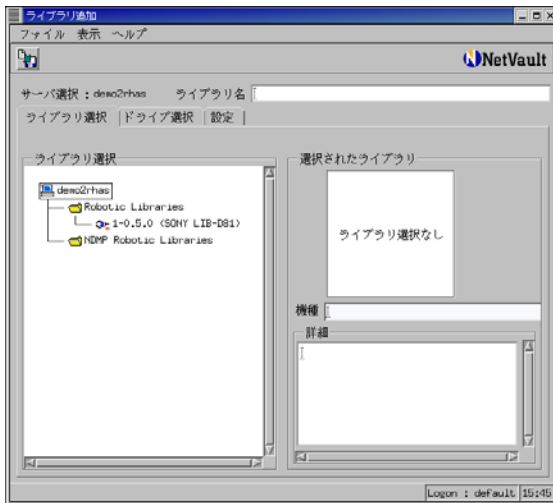 ライブラリ追加
ファイル 表示 ヘルプ
NetVault
サーバ選択：demo2rhas ライブラリ名
ライブラリ選択 ドライブ選択 設定
ライブラリ選択
選択されたライブラリ
demo2rhas
Robotic Libraries
1-0.5.0 (SONY LIB-D81)
NDMP Robotic Libraries
ライブラリ選択なし
機種
詳細
Logon : default 15:45